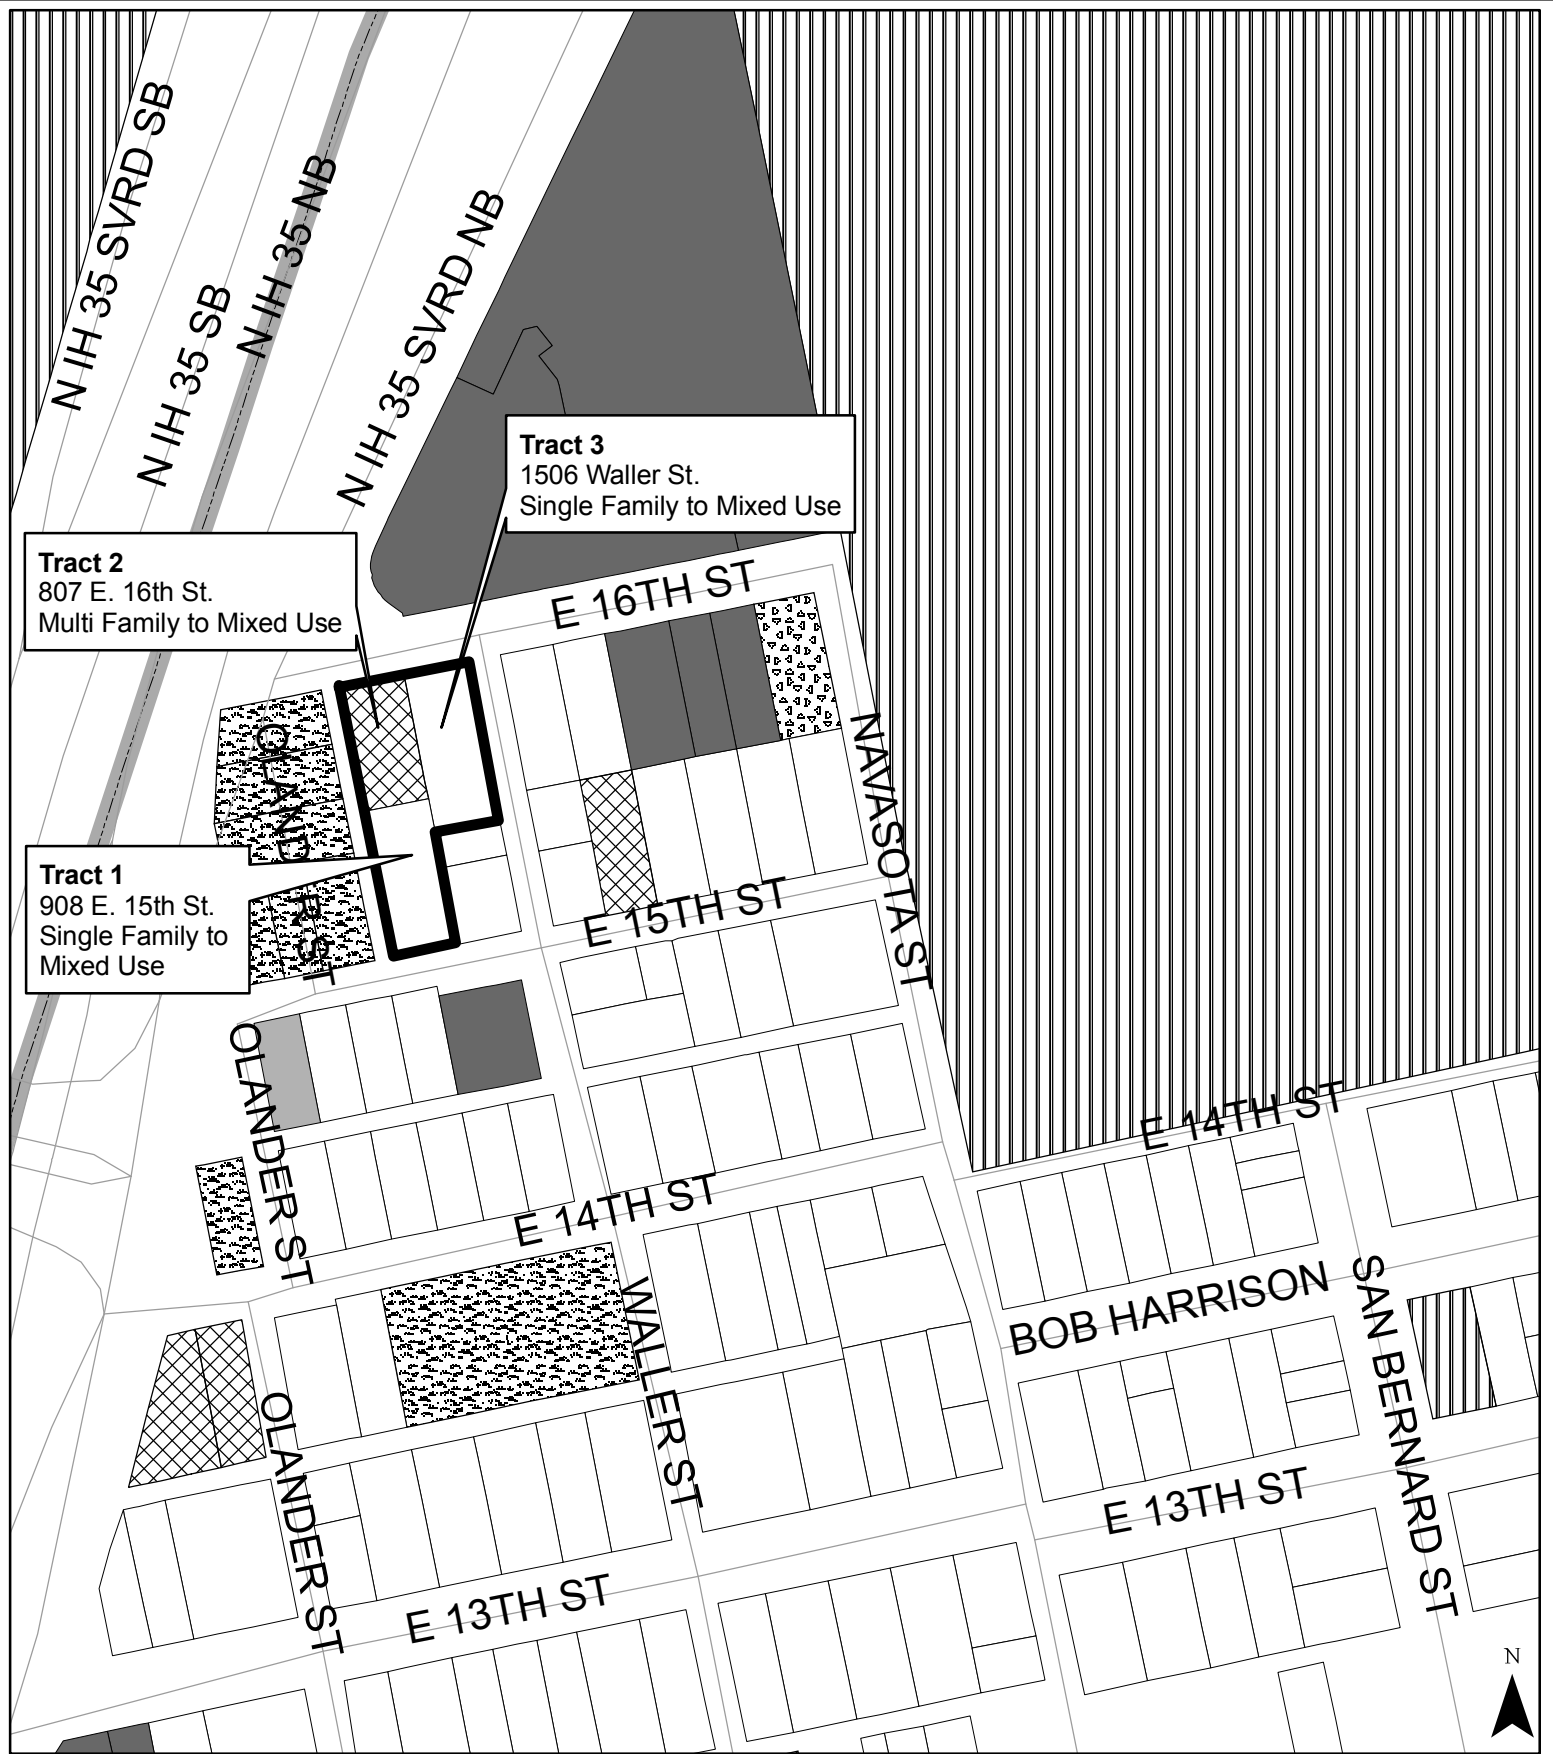 N IH 35 SVRD SB
N IH 35 SB
N IH 35 NB
N IH 35 SVRD NB
Tract 3
1506 Waller St.
Single Family to Mixed Use
Tract 2
807 E. 16th St.
Multi Family to Mixed Use
E 16TH ST
NAVASOTA ST
Tract 1
908 E. 15th St.
Single Family to
Mixed Use
E 15TH ST
OLANDER ST
E 14TH ST
E 14TH ST
WALLER ST
BOB HARRISON
SAN BERNARD ST
OLANDER ST
E 13TH ST
E 13TH ST
N